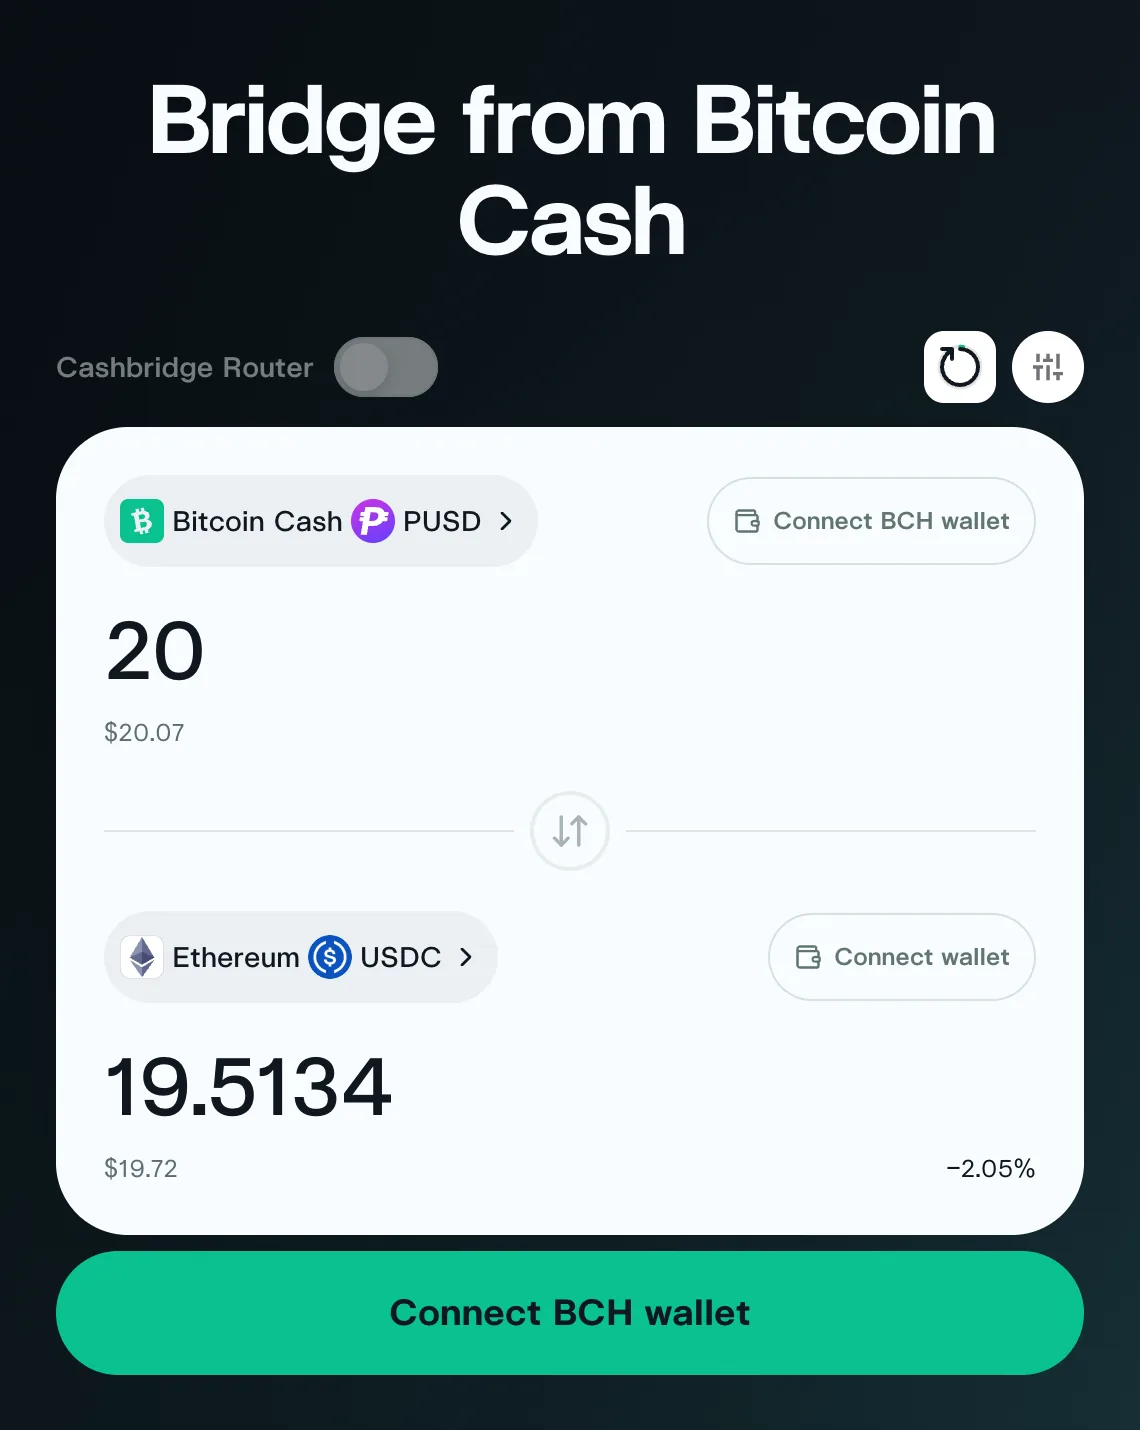 Bridge from Bitcoin
Cash
Cashbridge Router
Bitcoin Cash PUSD
Connect BCH wallet
20
$20.07
Ethereum USDC
Connect wallet
19.5134
$19.72
−2.05%
Connect BCH wallet